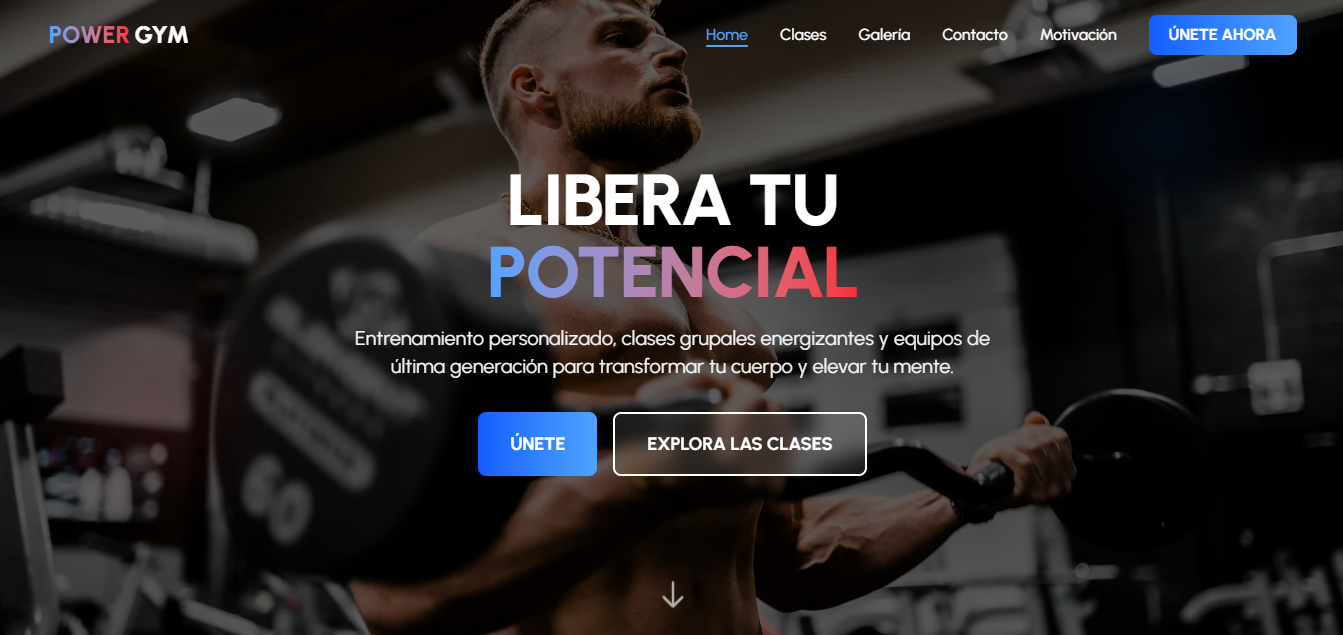 POWER GYM
Home Clases Galería Contacto Motivación ÚNETE AHORA
LIBERA TU
POTENCIAL
Entrenamiento personalizado, clases grupales energizantes y equipos de
última generación para transformar tu cuerpo y elevar tu mente.
ÚNETE EXPLORA LAS CLASES
60